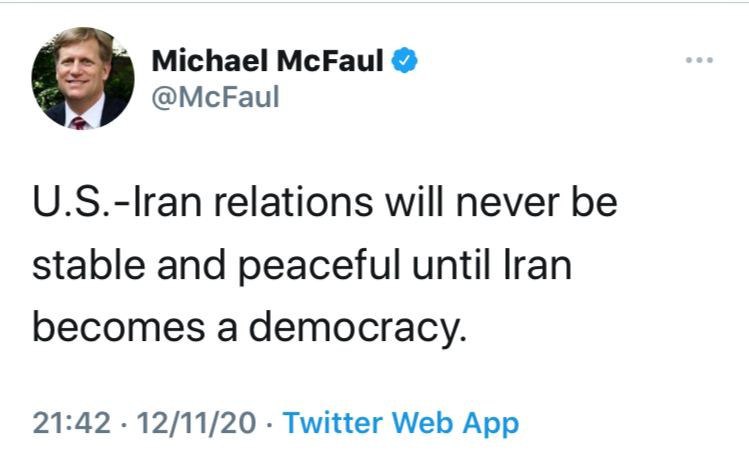 Michael McFaul
@McFaul
U.S.-Iran relations will never be
stable and peaceful until Iran
becomes a democracy.
21:42 · 12/11/20 · Twitter Web App